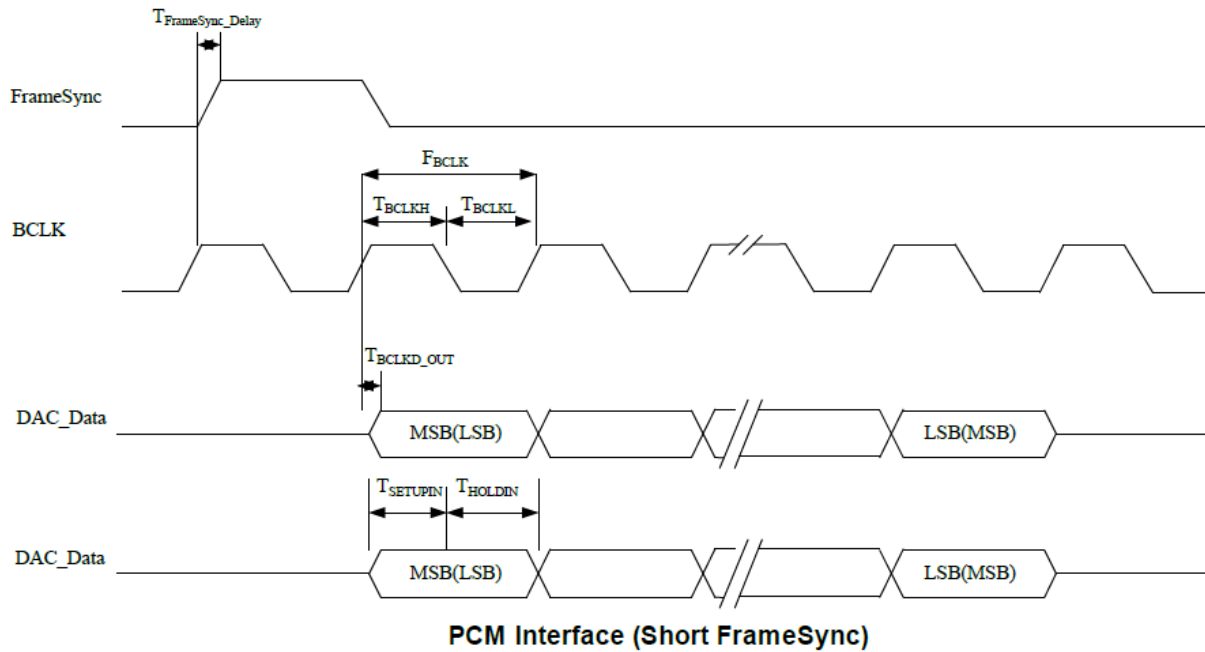 TFrameSync_Delay
FrameSync
FBCLK
TBCLKH TBCLKL
BCLK
TBCLKD_OUT
DAC_Data MSB(LSB) LSB(MSB)
TSETUPIN THOLDIN
DAC_Data MSB(LSB) LSB(MSB)
PCM Interface (Short FrameSync)